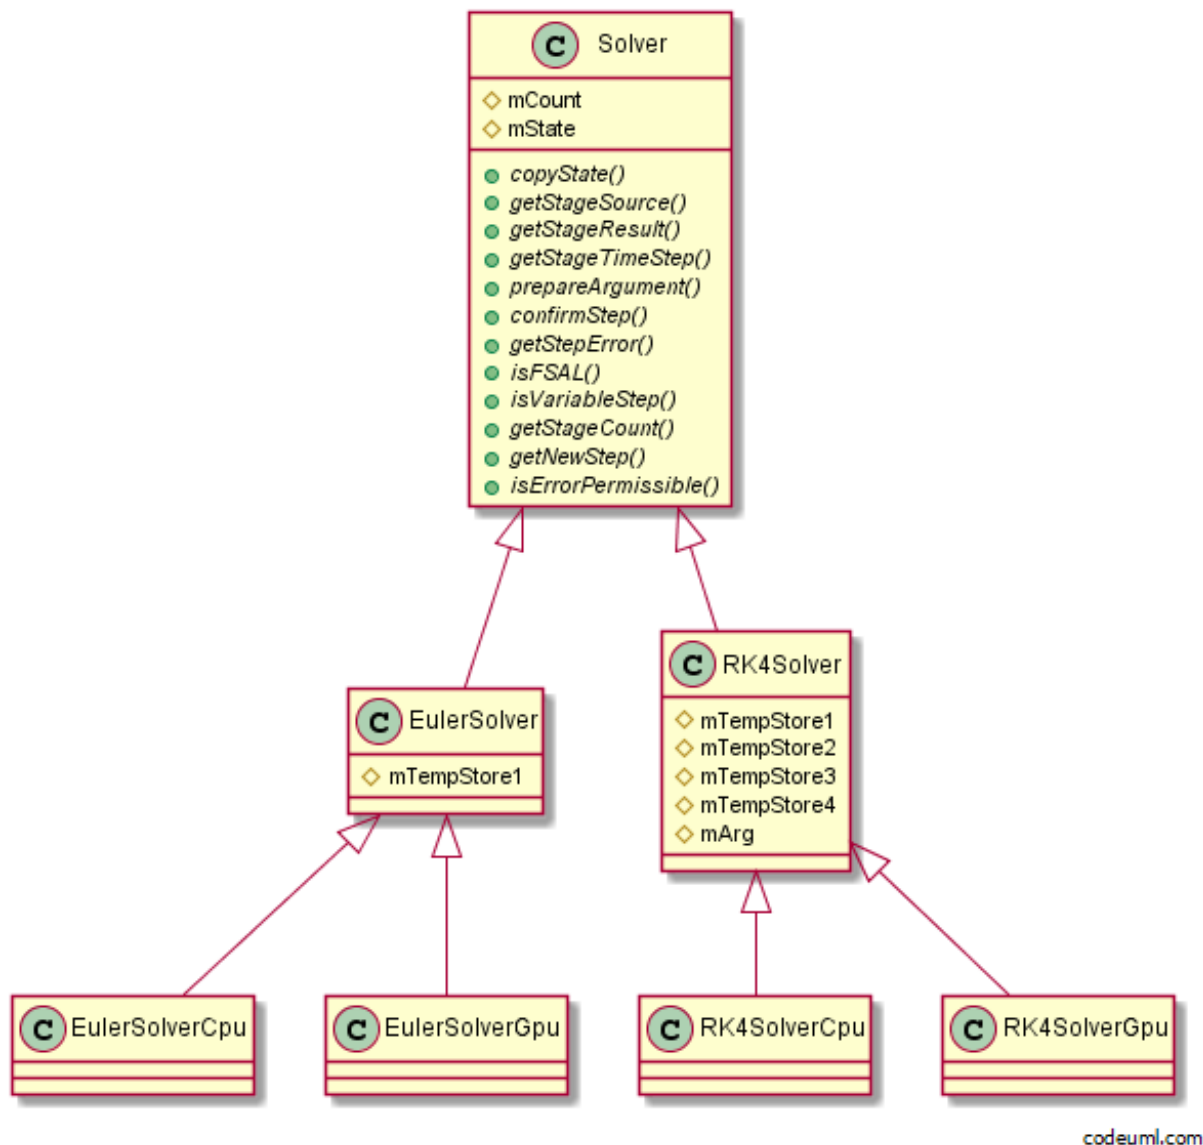 C Solver
mCount
mState
copyState()
getStageSource()
getStageResult()
getStageTimeStep()
prepareArgument()
confirmStep()
getStepError()
isFSAL()
isVariableStep()
getStageCount()
getNewStep()
isErrorPermissible()
C EulerSolver
mTempStore1
C RK4Solver
mTempStore1
mTempStore2
mTempStore3
mTempStore4
mArg
C EulerSolverCpu
C EulerSolverGpu
C RK4SolverCpu
C RK4SolverGpu
codeuml.com